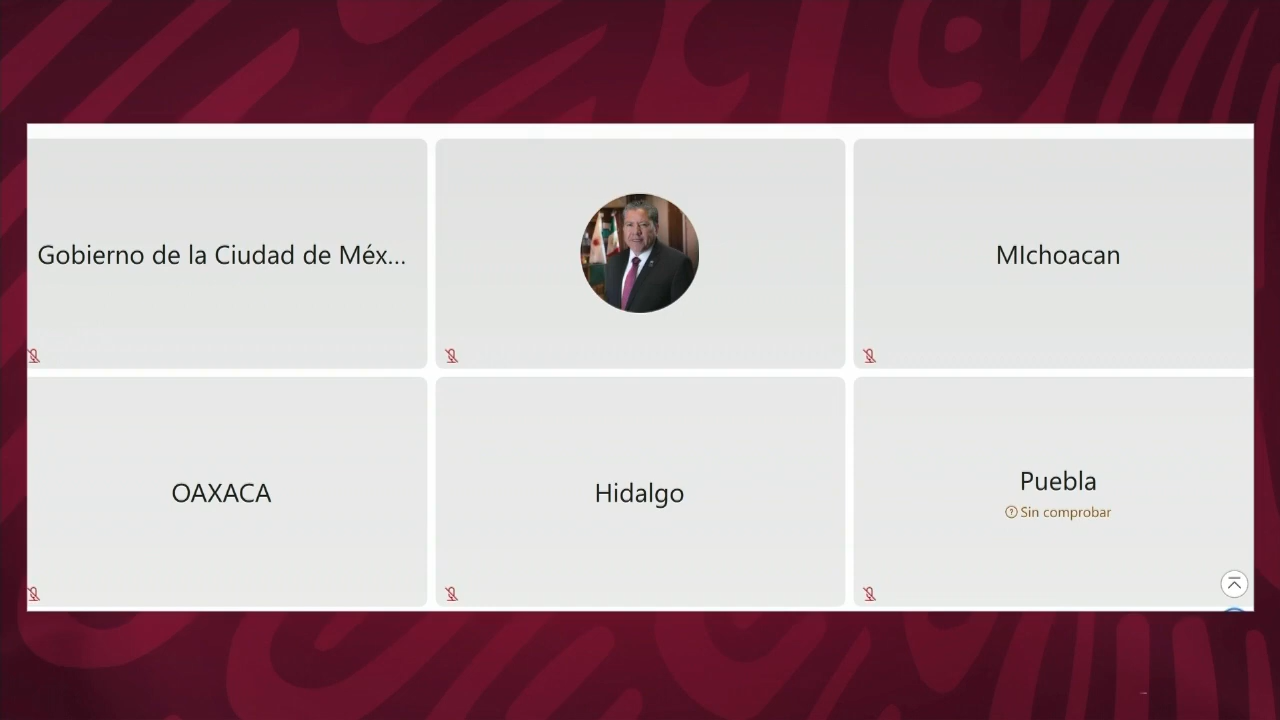 Gobierno de la Ciudad de Méx...
MIchoacan
OAXACA
Hidalgo
Puebla
Sin comprobar